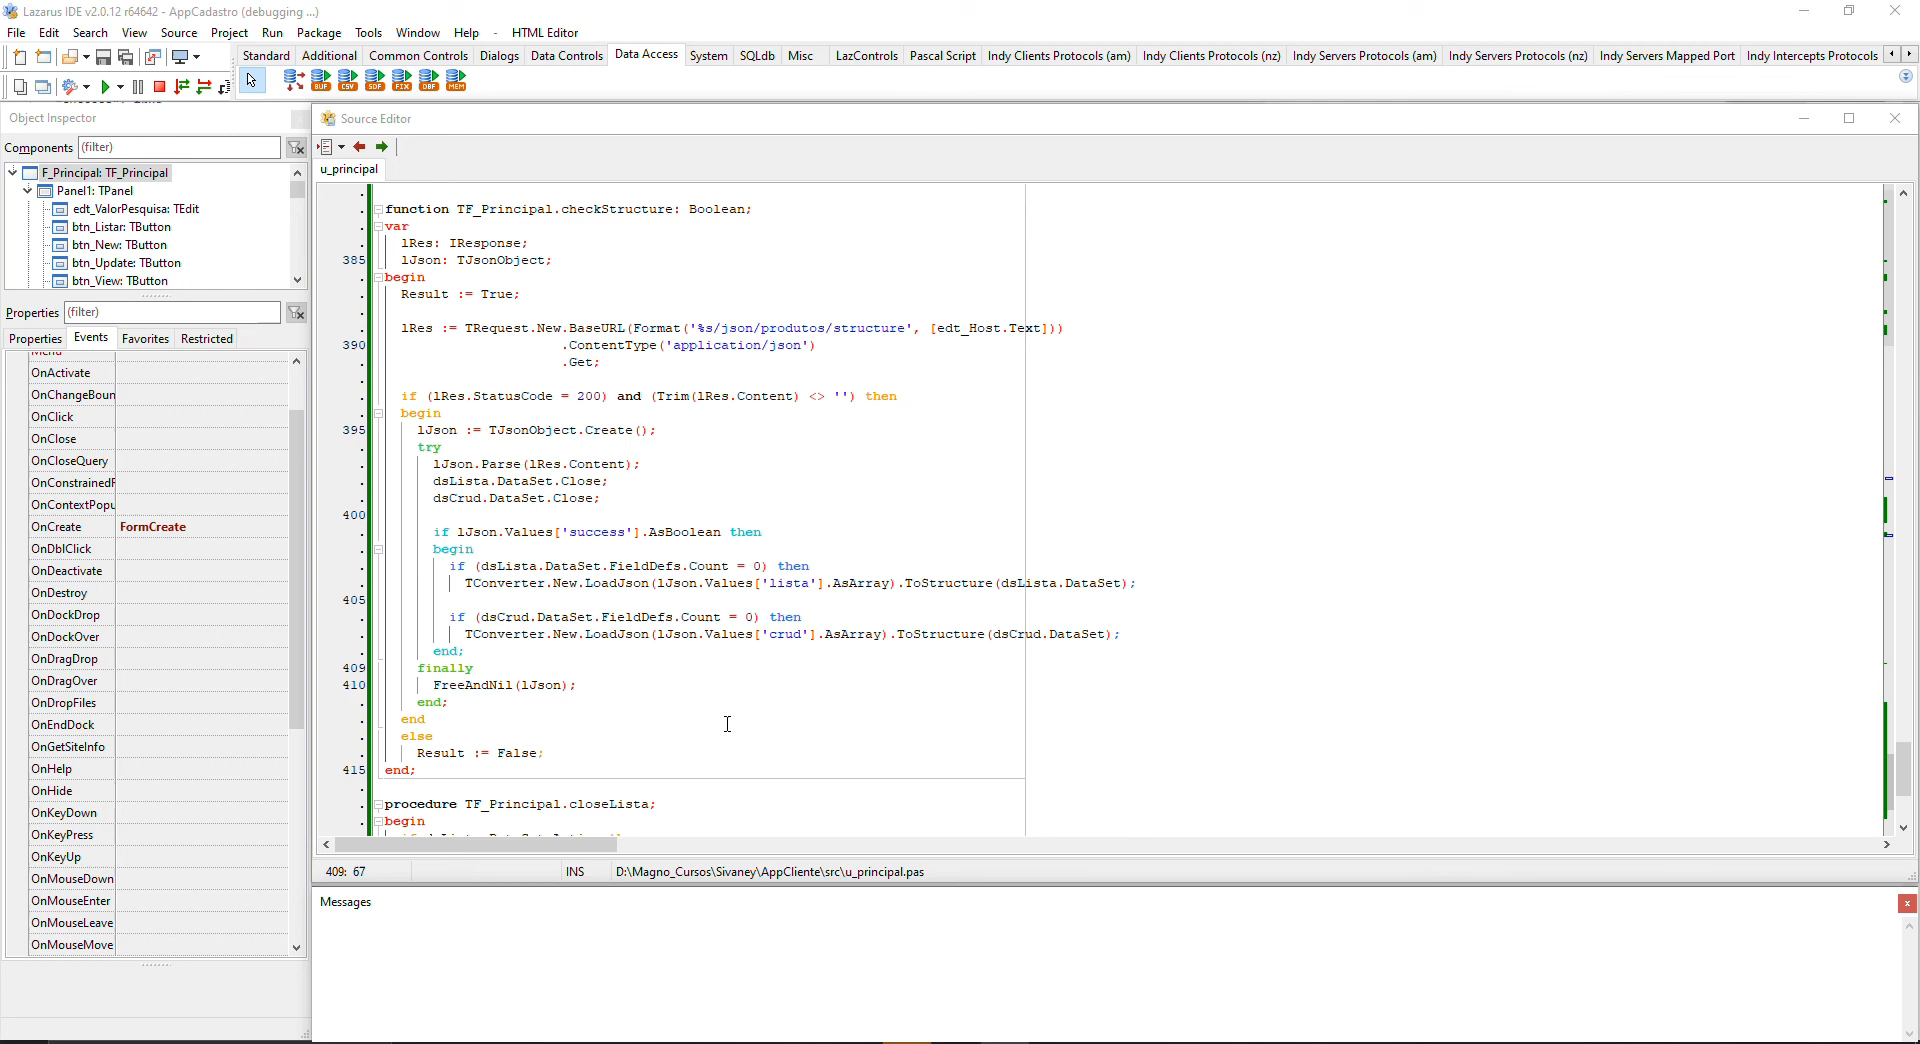 Lazarus IDE v2.0.12 r64642 - AppCadastro (debugging ...)
File Edit Search View Source Project Run Package Tools Window Help - HTML Editor
Standard Additional Common Controls Dialogs Data Controls Data Access System SQLdb Misc LazControls Pascal Script Indy Clients Protocols (am) Indy Clients Protocols (nz) Indy Servers Protocols (am) Indy Servers Protocols (nz) Indy Servers Mapped Port Indy Intercepts Protocols
BUF CSV SDF FIX DBF MEM
Object Inspector
Components (filter)
F_Principal: TF_Principal
Panel1: TPanel
edt_ValorPesquisa: TEdit
btn_Listar: TButton
btn_New: TButton
btn_Update: TButton
btn_View: TButton
Properties (filter)
Properties Events Favorites Restricted
OnActivate
OnChangeBoun
OnClick
OnClose
OnCloseQuery
OnConstrainedR
OnContextPopu
OnCreate FormCreate
OnDblClick
OnDeactivate
OnDestroy
OnDockDrop
OnDockOver
OnDragDrop
OnDragOver
OnDropFiles
OnEndDock
OnGetSiteInfo
OnHelp
OnHide
OnKeyDown
OnKeyPress
OnKeyUp
OnMouseDown
OnMouseEnter
OnMouseLeave
OnMouseMove
Source Editor
u_principal
function TF_Principal.checkStructure: Boolean;
var
lRes: IResponse;
385 lJson: TJsonObject;
begin
Result := True;
lRes := TRequest.New.BaseURL(Format('%s/json/produtos/structure', [edt_Host.Text]))
390 .ContentType('application/json')
.Get;
if (lRes.StatusCode = 200) and (Trim(lRes.Content) <> '') then
begin
395 lJson := TJsonObject.Create();
try
lJson.Parse(lRes.Content);
dsLista.DataSet.Close;
dsCrud.DataSet.Close;
400
if lJson.Values['success'].AsBoolean then
begin
if (dsLista.DataSet.FieldDefs.Count = 0) then
TConverter.New.LoadJson(lJson.Values['lista'].AsArray).ToStructure(dsLista.DataSet);
405
if (dsCrud.DataSet.FieldDefs.Count = 0) then
TConverter.New.LoadJson(lJson.Values['crud'].AsArray).ToStructure(dsCrud.DataSet);
end;
409 finally
410 FreeAndNil(lJson);
end;
end
else
Result := False;
415 end;
procedure TF_Principal.closeLista;
begin
409: 67 INS D:\Magno_Cursos\Sivaney\AppCliente\src\u_principal.pas
Messages